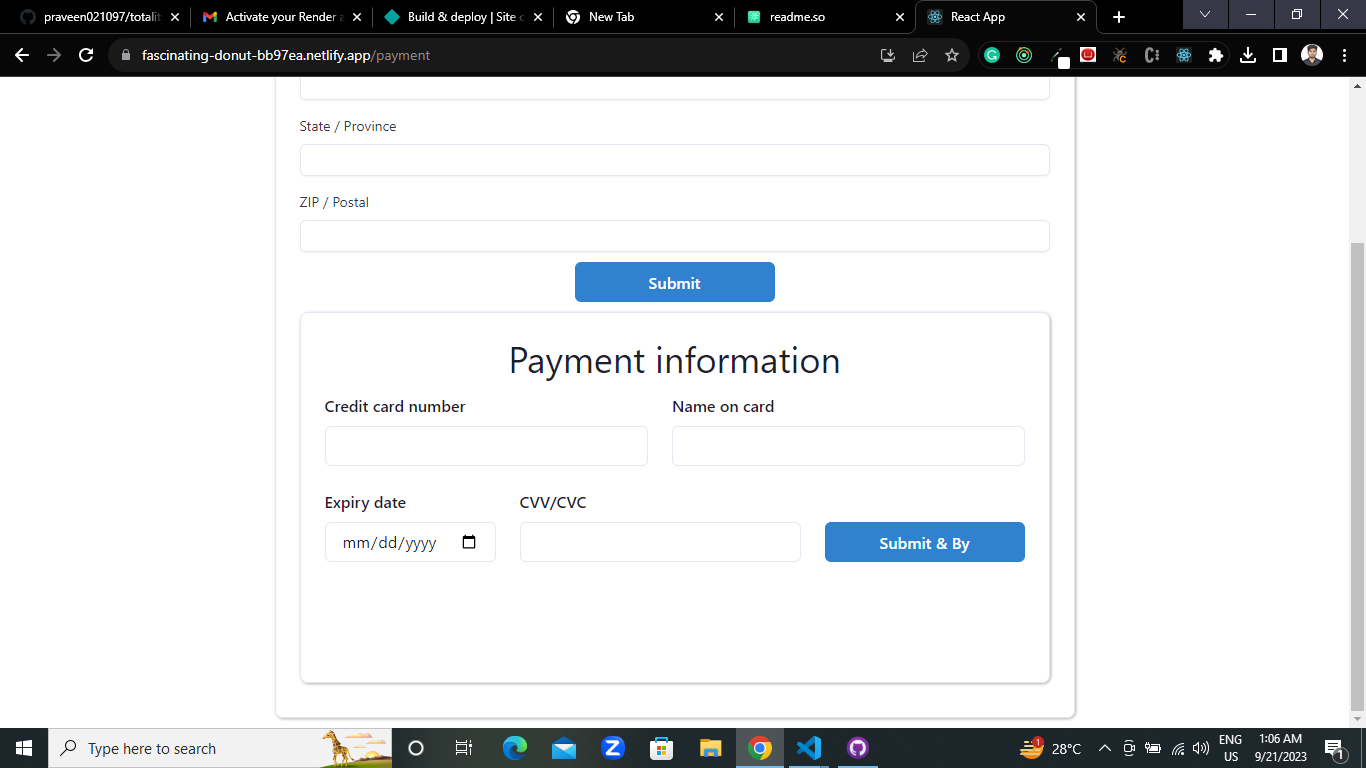 praveen021097/totalit
Activate your Render a
Build & deploy | Site c
New Tab
readme.so
React App
fascinating-donut-bb97ea.netlify.app/payment
State / Province
ZIP / Postal
Submit
Payment information
Credit card number
Name on card
Expiry date
CVV/CVC
mm/dd/yyyy
Submit & By
Type here to search
1
28°C
ENG
US
1:06 AM
9/21/2023
1